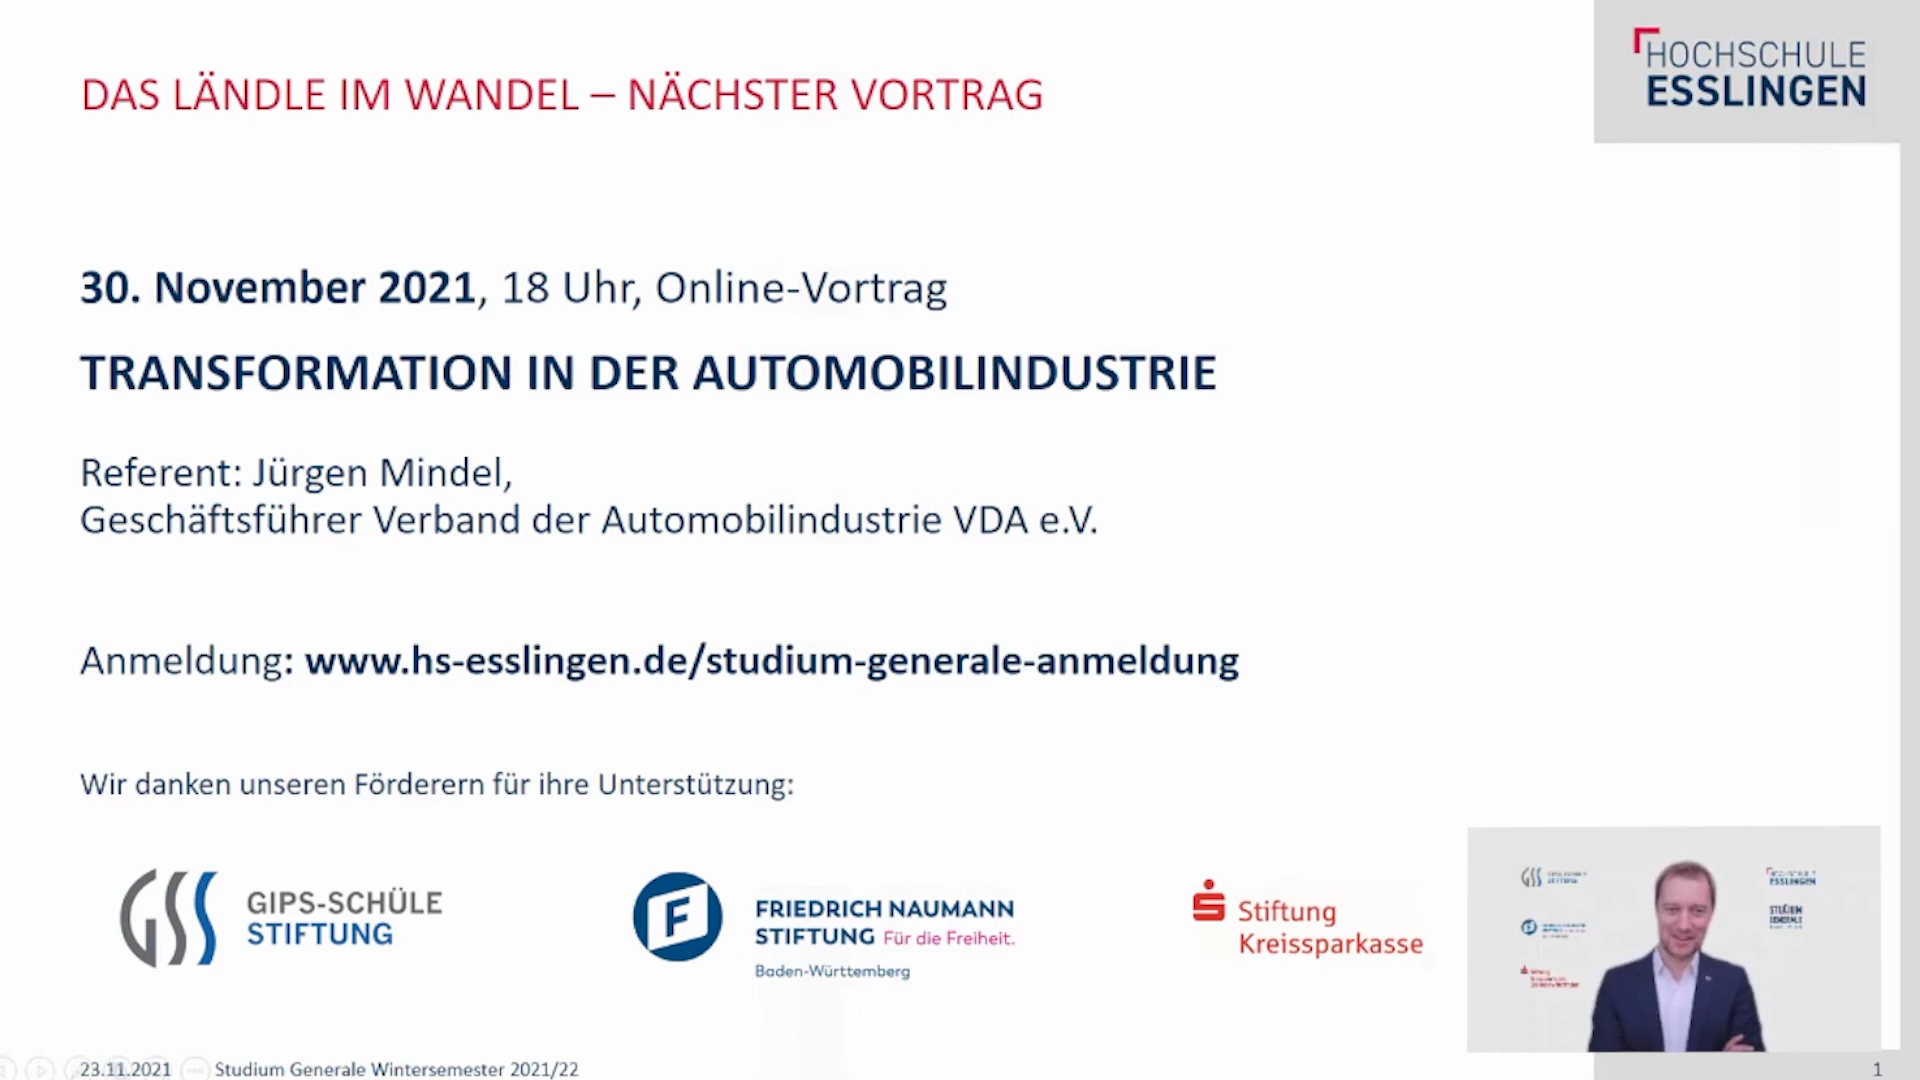 DAS LÄNDLE IM WANDEL – NÄCHSTER VORTRAG
HOCHSCHULE
ESSLINGEN
30. November 2021, 18 Uhr, Online-Vortrag
TRANSFORMATION IN DER AUTOMOBILINDUSTRIE
Referent: Jürgen Mindel,
Geschäftsführer Verband der Automobilindustrie VDA e.V.
Anmeldung: www.hs-esslingen.de/studium-generale-anmeldung
Wir danken unseren Förderern für ihre Unterstützung:
GIPS-SCHÜLE
STIFTUNG
FRIEDRICH NAUMANN
STIFTUNG Für die Freiheit.
Baden-Württemberg
Stiftung
Kreissparkasse
ESSLINGEN
STUDIUM
GENERALE
23.11.2021 Studium Generale Wintersemester 2021/22
1